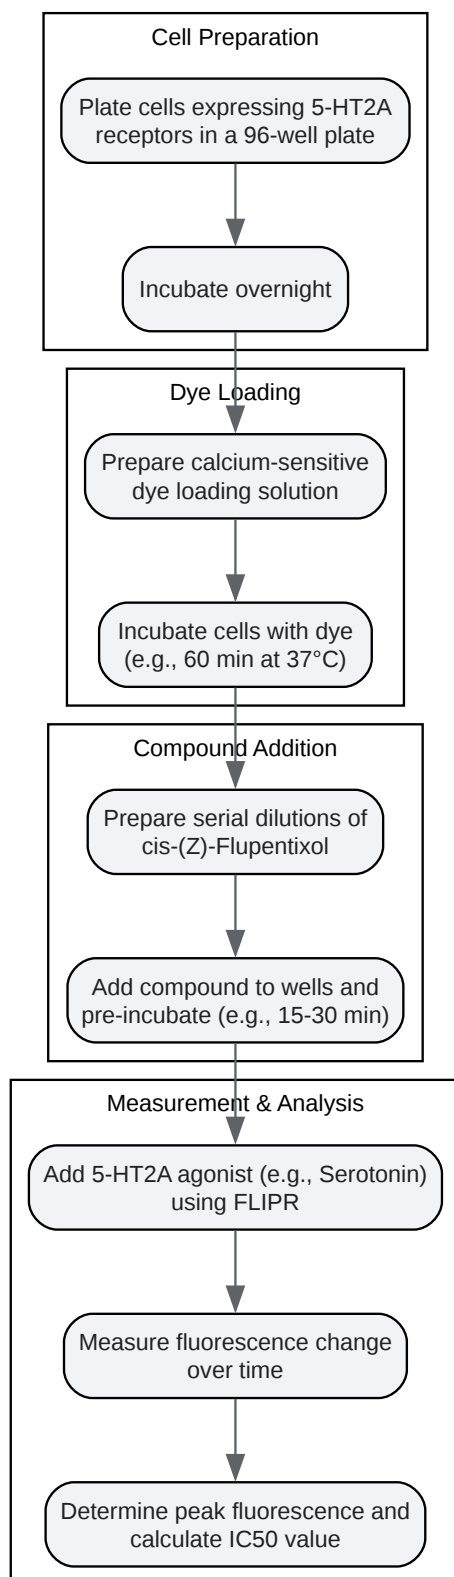 Cell Preparation
Plate cells expressing 5-HT2A
receptors in a 96-well plate
Incubate overnight
Dye Loading
Prepare calcium-sensitive
dye loading solution
Incubate cells with dye
(e.g., 60 min at 37°C)
Compound Addition
Prepare serial dilutions of
cis-(Z)-Flupentixol
Add compound to wells and
pre-incubate (e.g., 15-30 min)
Measurement & Analysis
Add 5-HT2A agonist (e.g., Serotonin)
using FLIPR
Measure fluorescence change
over time
Determine peak fluorescence and
calculate IC50 value